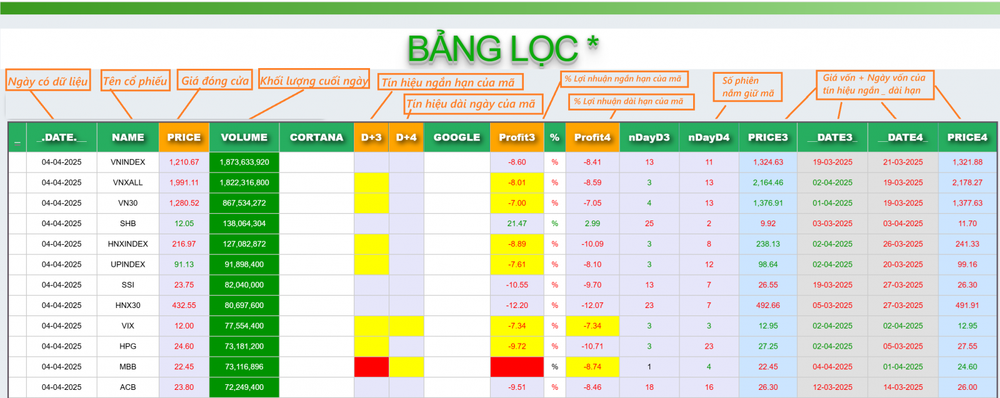 BẢNG LỌC *
Ngày có dữ liệu
Tên cổ phiếu
Giá đóng cửa
Khối lượng cuối ngày
Tín hiệu ngắn hạn của mã
Tín hiệu dài ngày của mã
% Lợi nhuận ngắn hạn của mã
% Lợi nhuận dài hạn của mã
Số phiên
nắm giữ mã
Giá vốn + Ngày vốn của
tín hiệu ngắn _ dài hạn
_ _.DATE.__ NAME PRICE VOLUME CORTANA D+3 D+4 GOOGLE Profit3 % Profit4 nDayD3 nDayD4 PRICE3 __DATE3_ __DATE4_ PRICE4
04-04-2025 VNINDEX 1,210.67 1,873,633,920 -8.60 % -8.41 13 11 1,324.63 19-03-2025 21-03-2025 1,321.88
04-04-2025 VNXALL 1,991.11 1,822,316,800 -8.01 % -8.59 3 13 2,164.46 02-04-2025 19-03-2025 2,178.27
04-04-2025 VN30 1,280.52 867,534,272 -7.00 % -7.05 4 13 1,376.91 01-04-2025 19-03-2025 1,377.63
04-04-2025 SHB 12.05 138,064,304 21.47 % 2.99 25 2 9.92 03-03-2025 03-04-2025 11.70
04-04-2025 HNXINDEX 216.97 127,082,872 -8.89 % -10.09 3 8 238.13 02-04-2025 26-03-2025 241.33
04-04-2025 UPINDEX 91.13 91,898,400 -7.61 % -8.10 3 12 98.64 02-04-2025 20-03-2025 99.16
04-04-2025 SSI 23.75 82,040,000 -10.55 % -9.70 13 7 26.55 19-03-2025 27-03-2025 26.30
04-04-2025 HNX30 432.55 80,697,600 -12.20 % -12.07 23 7 492.66 05-03-2025 27-03-2025 491.91
04-04-2025 VIX 12.00 77,554,400 -7.34 % -7.34 3 3 12.95 02-04-2025 02-04-2025 12.95
04-04-2025 HPG 24.60 73,181,200 -9.72 % -10.71 3 23 27.25 02-04-2025 05-03-2025 27.55
04-04-2025 MBB 22.45 73,116,896 % -8.74 1 4 22.45 04-04-2025 01-04-2025 24.60
04-04-2025 ACB 23.80 72,249,400 -9.51 % -8.46 18 16 26.30 12-03-2025 14-03-2025 26.00